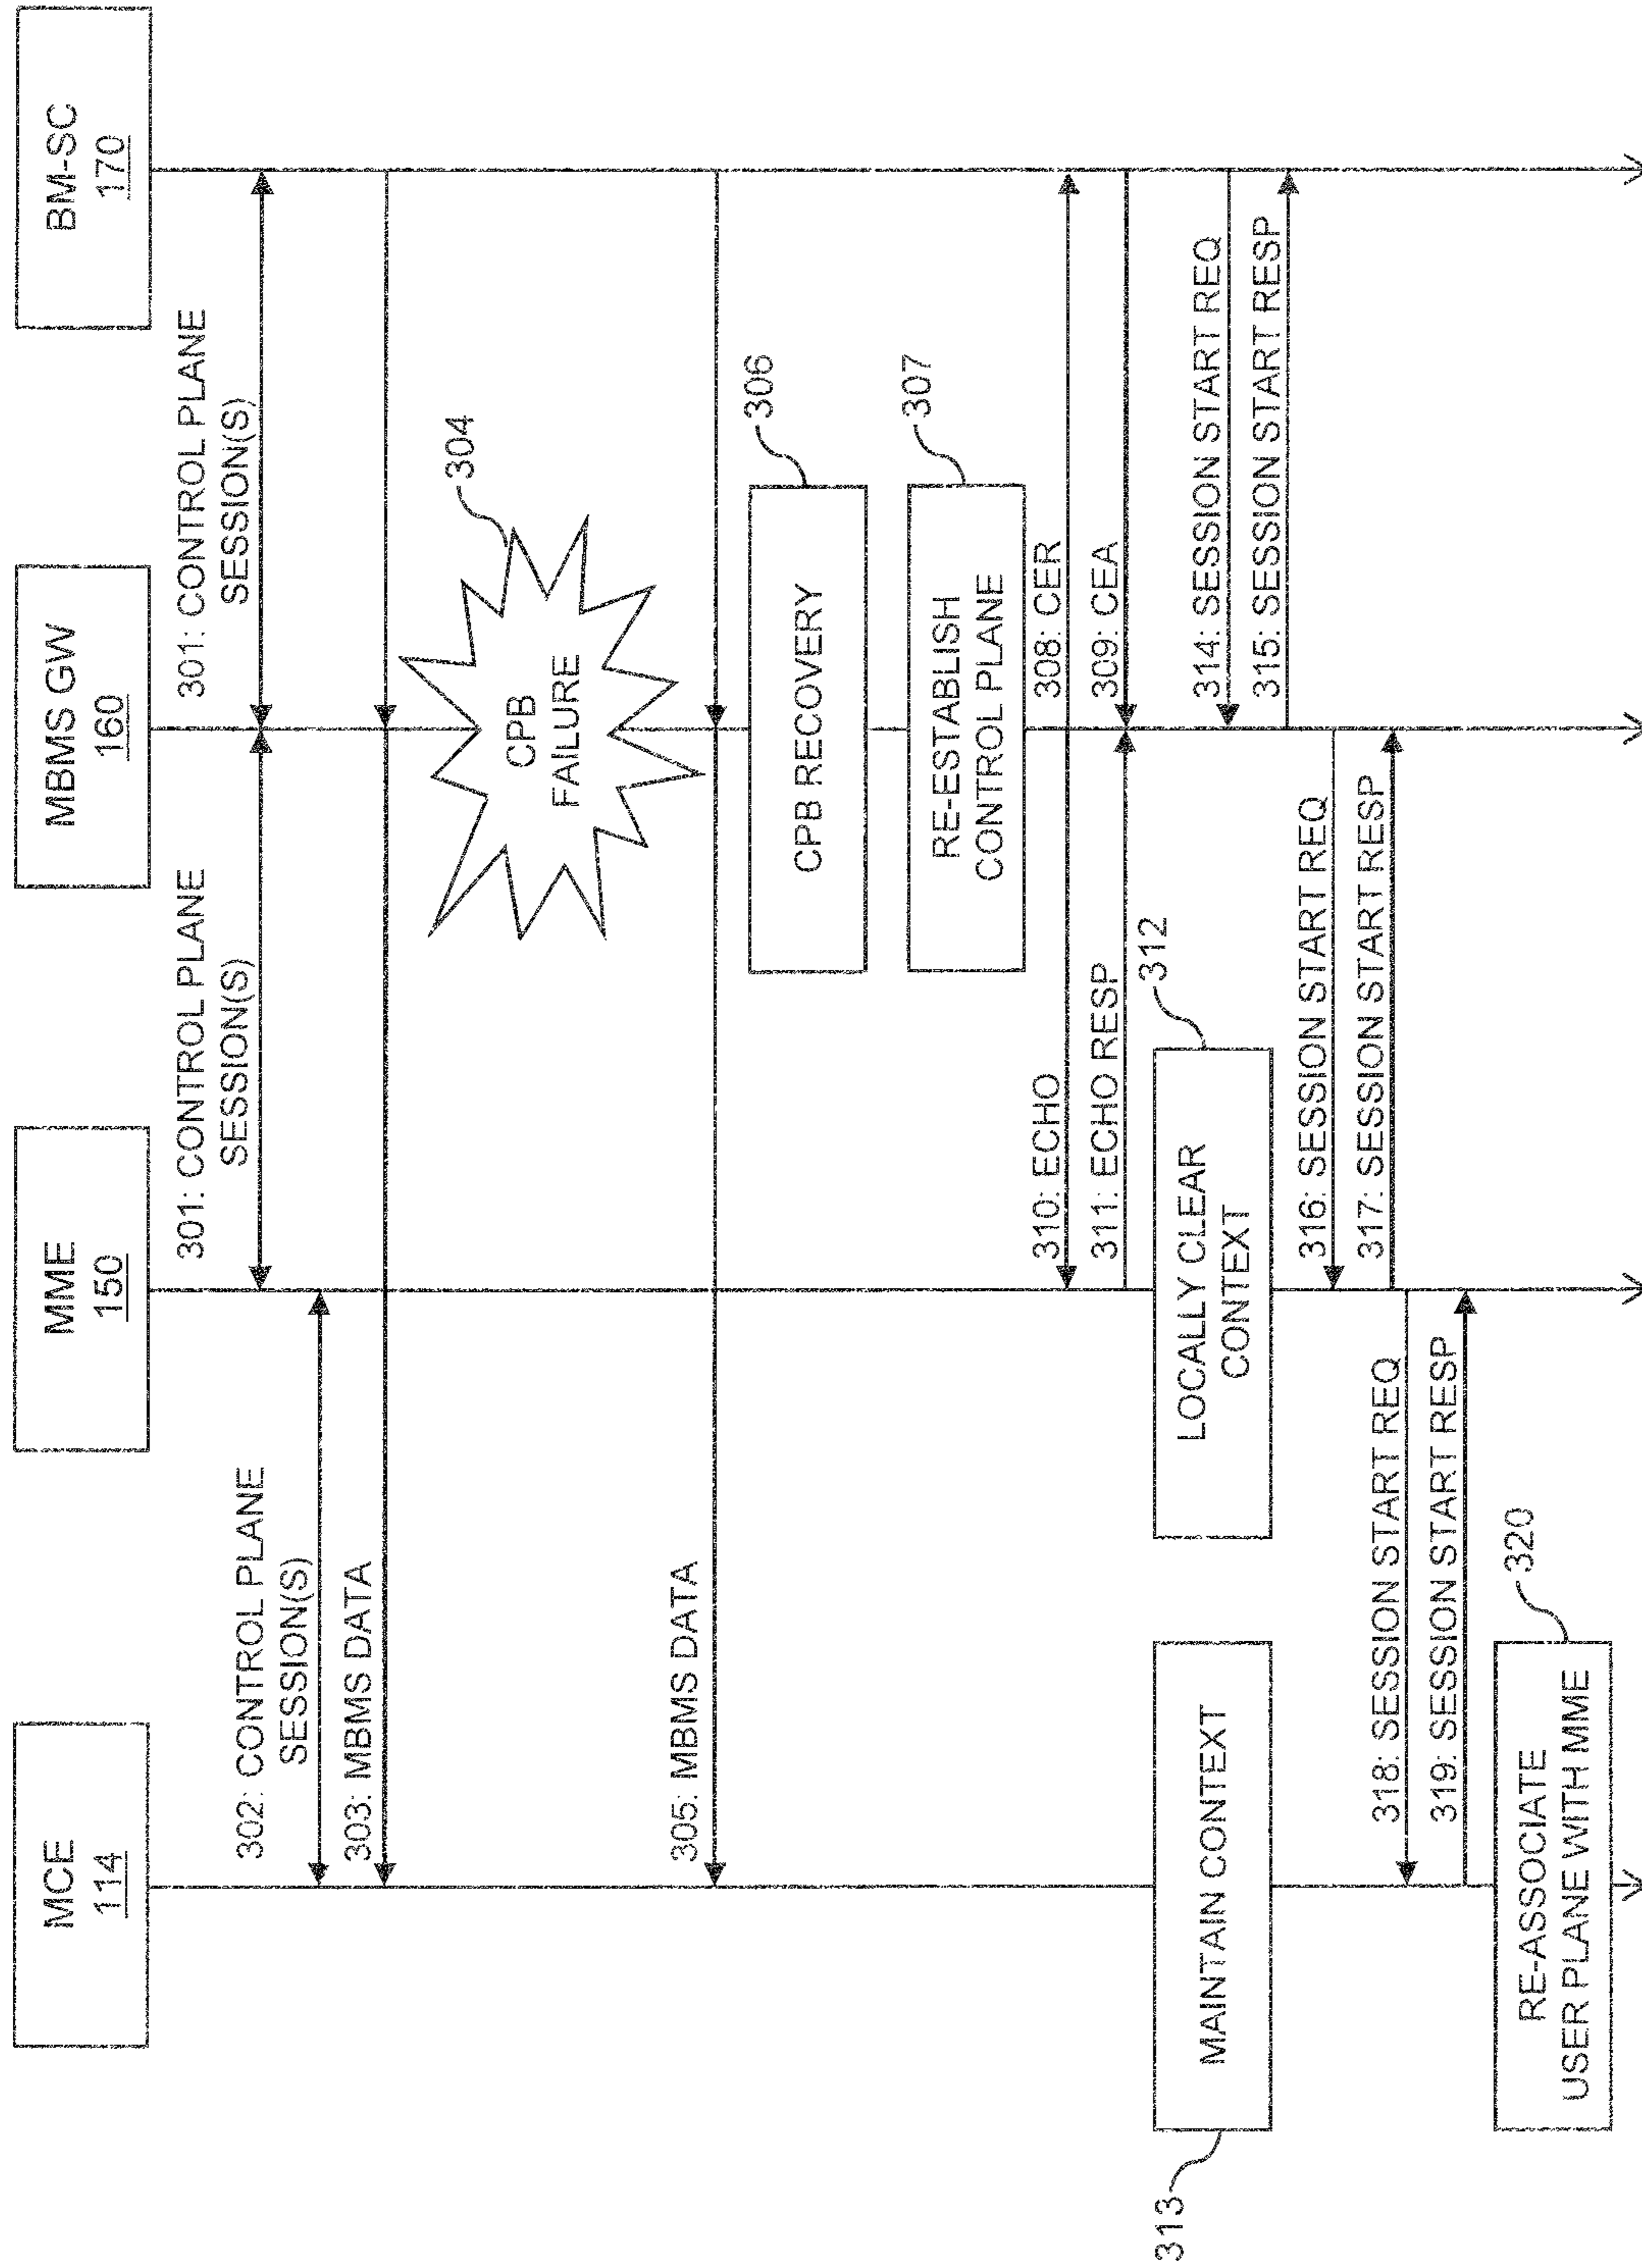 MCE
114
MME
150
MBMS GW
160
BM-SC
170
301: CONTROL PLANE
SESSION(S)
301: CONTROL PLANE
SESSION(S)
302: CONTROL PLANE
SESSION(S)
303: MBMS DATA
304
CPB
FAILURE
305: MBMS DATA
306
CPB RECOVERY
307
RE-ESTABLISH
CONTROL PLANE
308: CER
309: CEA
310: ECHO
311: ECHO RESP
312
LOCALLY CLEAR
CONTEXT
313
MAINTAIN CONTEXT
314: SESSION START REQ
315: SESSION START RESP
316: SESSION START REQ
317: SESSION START RESP
318: SESSION START REQ
319: SESSION START RESP
320
RE-ASSOCIATE
USER PLANE WITH MME